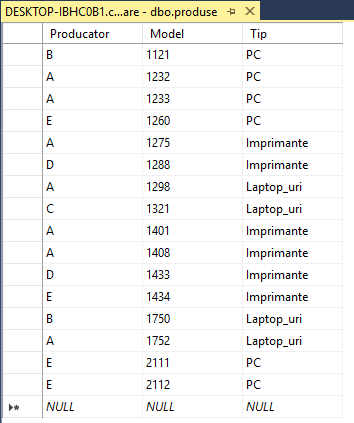 DESKTOP-IBHC0B1.c...are - dbo.produse
Producator Model Tip
B 1121 PC
A 1232 PC
A 1233 PC
E 1260 PC
A 1275 Imprimante
D 1288 Imprimante
A 1298 Laptop_uri
C 1321 Laptop_uri
A 1401 Imprimante
A 1408 Imprimante
D 1433 Imprimante
E 1434 Imprimante
B 1750 Laptop_uri
A 1752 Laptop_uri
E 2111 PC
E 2112 PC
NULL NULL NULL